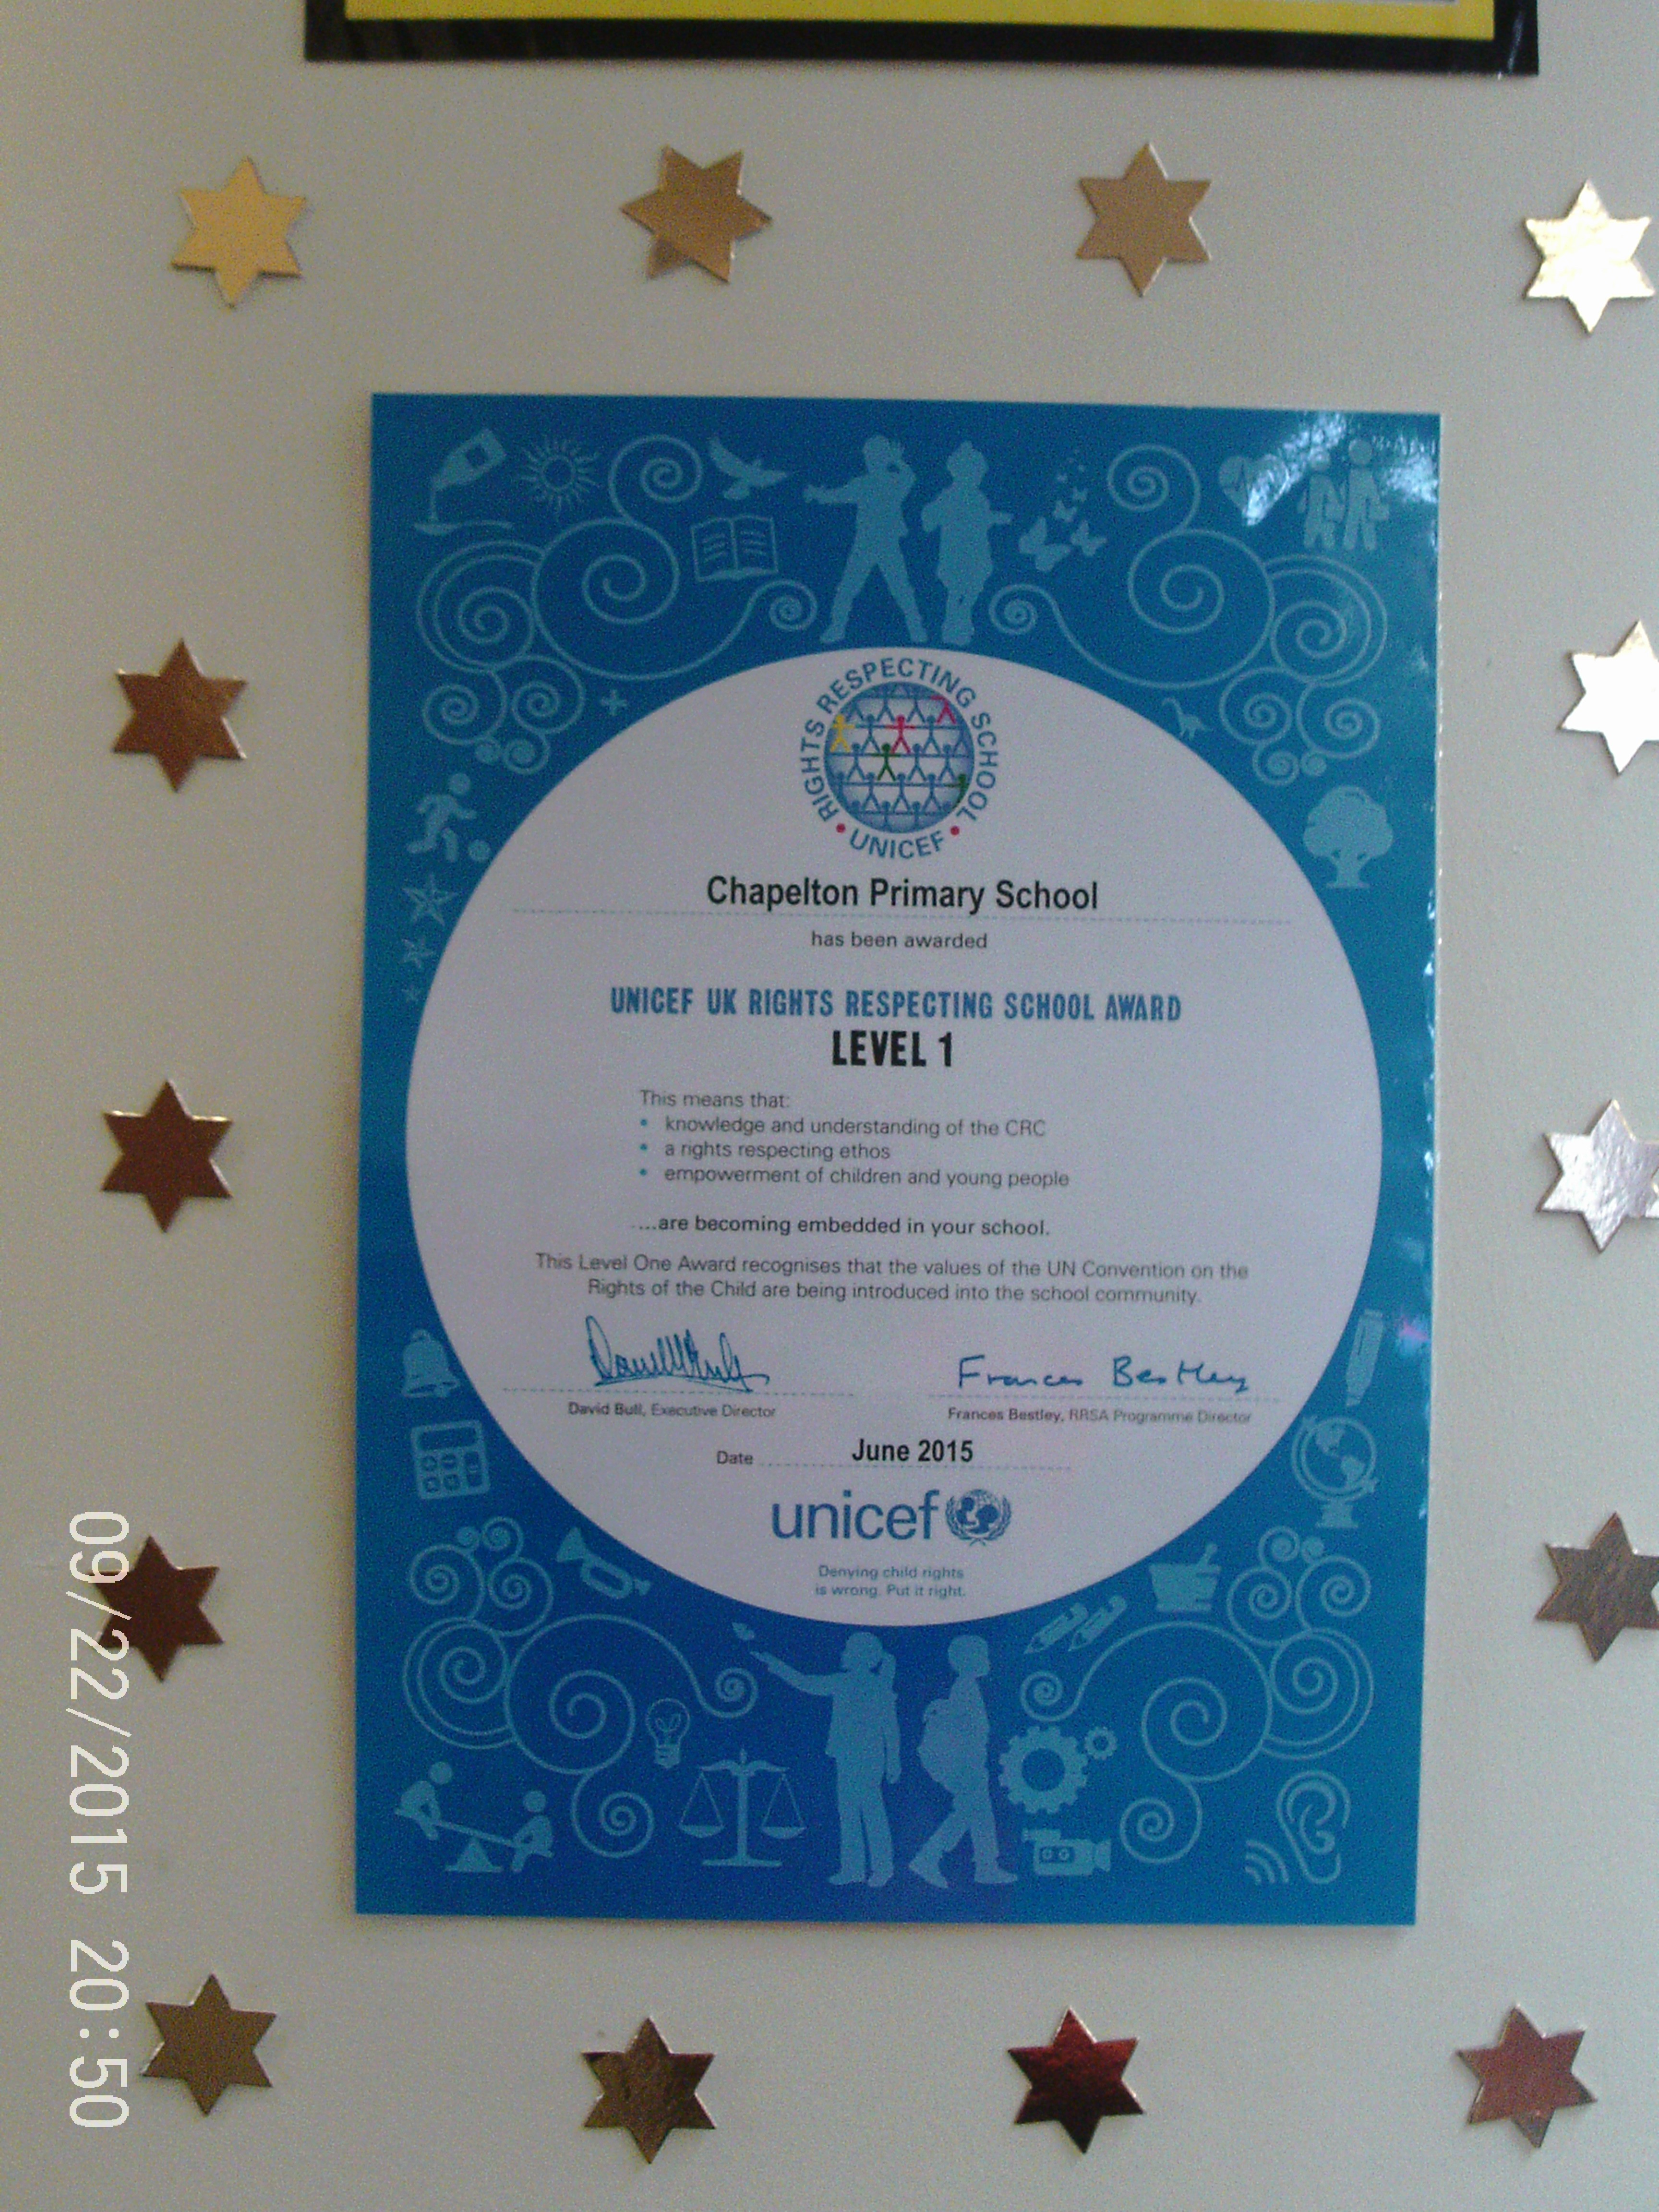 RIGHTS RESPECTING SCHOOL
• UNICEF •
Chapelton Primary School
has been awarded
UNICEF UK RIGHTS RESPECTING SCHOOL AWARD
LEVEL 1
This means that:
• knowledge and understanding of the CRC
• a rights respecting ethos
• empowerment of children and young people
....are becoming embedded in your school.
This Level One Award recognises that the values of the UN Convention on the
Rights of the Child are being introduced into the school community.
Frances Bestley
David Bull, Executive Director
Frances Bestley, RRSA Programme Director
Date June 2015
unicef
Denying child rights
is wrong. Put it right.
09/22/2015 20:50